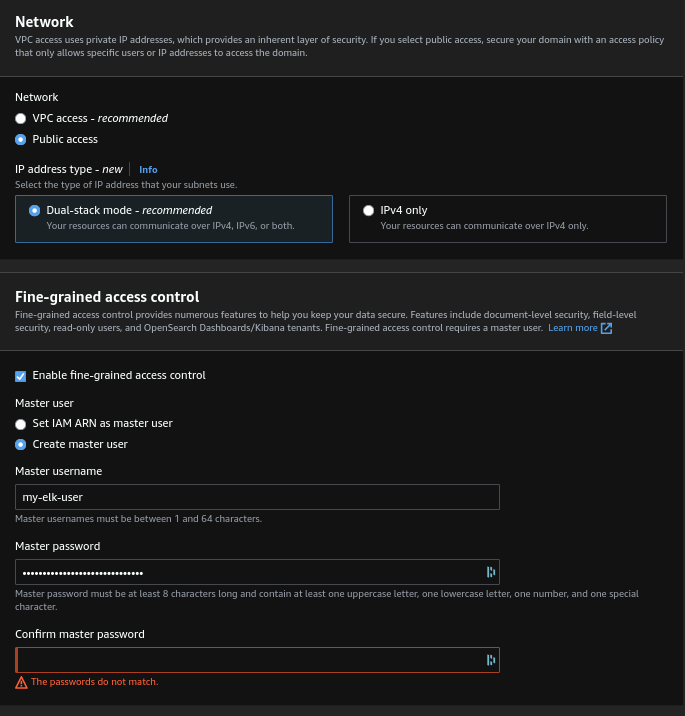 Network
VPC access uses private IP addresses, which provides an inherent layer of security. If you select public access, secure your domain with an access policy
that only allows specific users or IP addresses to access the domain.
Network
VPC access - recommended
Public access
IP address type - new Info
Select the type of IP address that your subnets use.
Dual-stack mode - recommended
Your resources can communicate over IPv4, IPv6, or both.
IPv4 only
Your resources can communicate over IPv4 only.
Fine-grained access control
Fine-grained access control provides numerous features to help you keep your data secure. Features include document-level security, field-level
security, read-only users, and OpenSearch Dashboards/Kibana tenants. Fine-grained access control requires a master user. Learn more
Enable fine-grained access control
Master user
Set IAM ARN as master user
Create master user
Master username
my-elk-user
Master usernames must be between 1 and 64 characters.
Master password
Master password must be at least 8 characters long and contain at least one uppercase letter, one lowercase letter, one number, and one special
character.
Confirm master password
The passwords do not match.